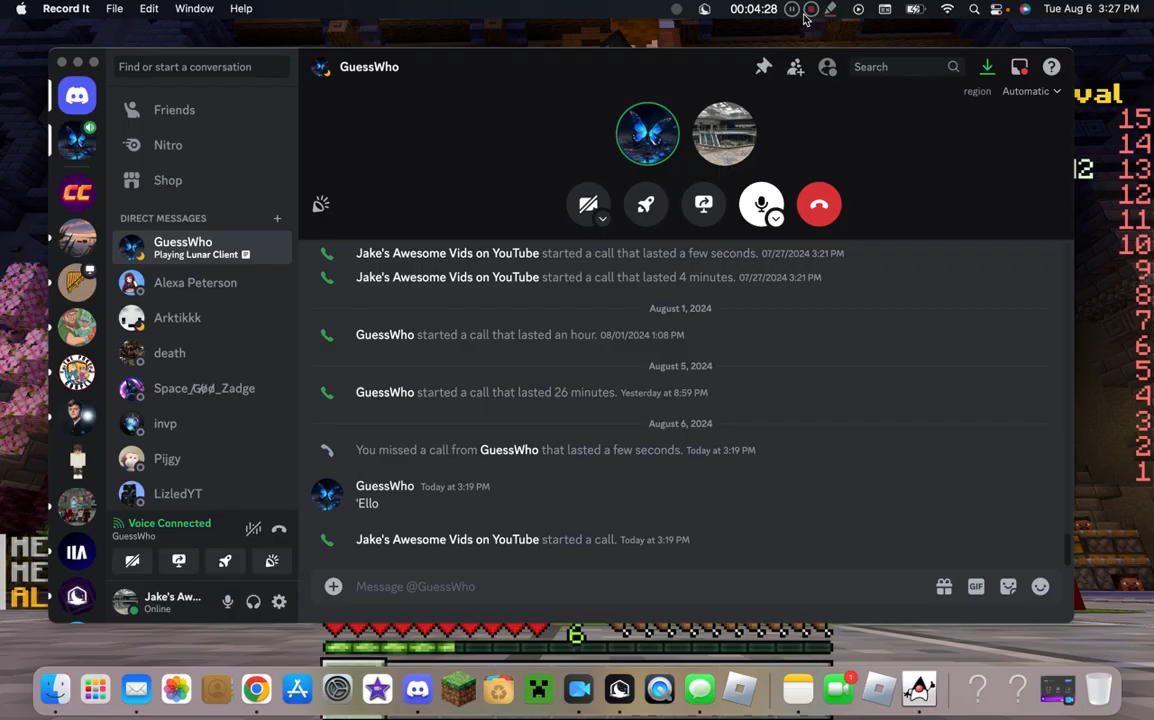 Record It File Edit Window Help 00:04:28 Tue Aug 6 3:27 PM
Find or start a conversation
GuessWho
Search
region Automatic
Friends
Nitro
Shop
DIRECT MESSAGES
GuessWho
Playing Lunar Client
Alexa Peterson
Arktikkk
death
Space_God_Zadge
invp
Pijgy
LizledYT
Voice Connected
GuessWho
Jake's Aw...
Online
Jake's Awesome Vids on YouTube started a call that lasted a few seconds. 07/27/2024 3:21 PM
Jake's Awesome Vids on YouTube started a call that lasted 4 minutes. 07/27/2024 3:21 PM
August 1, 2024
GuessWho started a call that lasted an hour. 08/01/2024 1:08 PM
August 5, 2024
GuessWho started a call that lasted 26 minutes. Yesterday at 8:59 PM
August 6, 2024
You missed a call from GuessWho that lasted a few seconds. Today at 3:19 PM
GuessWho Today at 3:19 PM
'Ello
Jake's Awesome Vids on YouTube started a call. Today at 3:19 PM
Message @GuessWho
GIF
val
15
14
13
12
11
10
9
8
7
6
5
4
3
2
1
HE
ME
AL
6
1